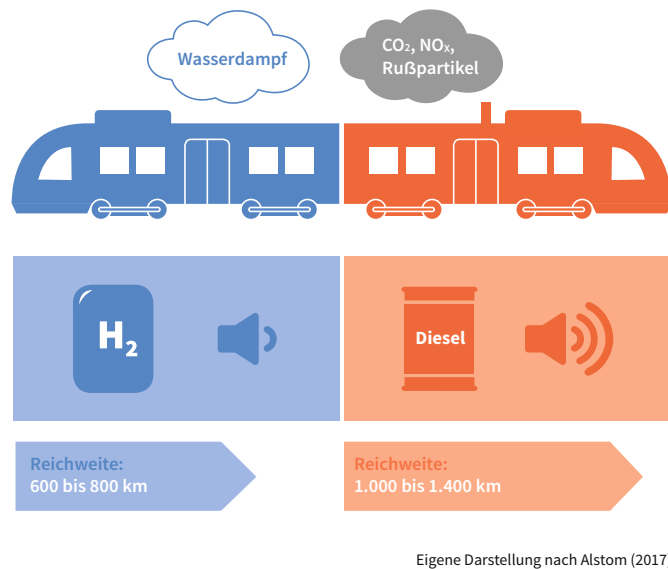 Wasserdampf
CO₂, NOₓ,
Rußpartikel
H₂
Diesel
Reichweite:
600 bis 800 km
Reichweite:
1.000 bis 1.400 km
Eigene Darstellung nach Alstom (2017